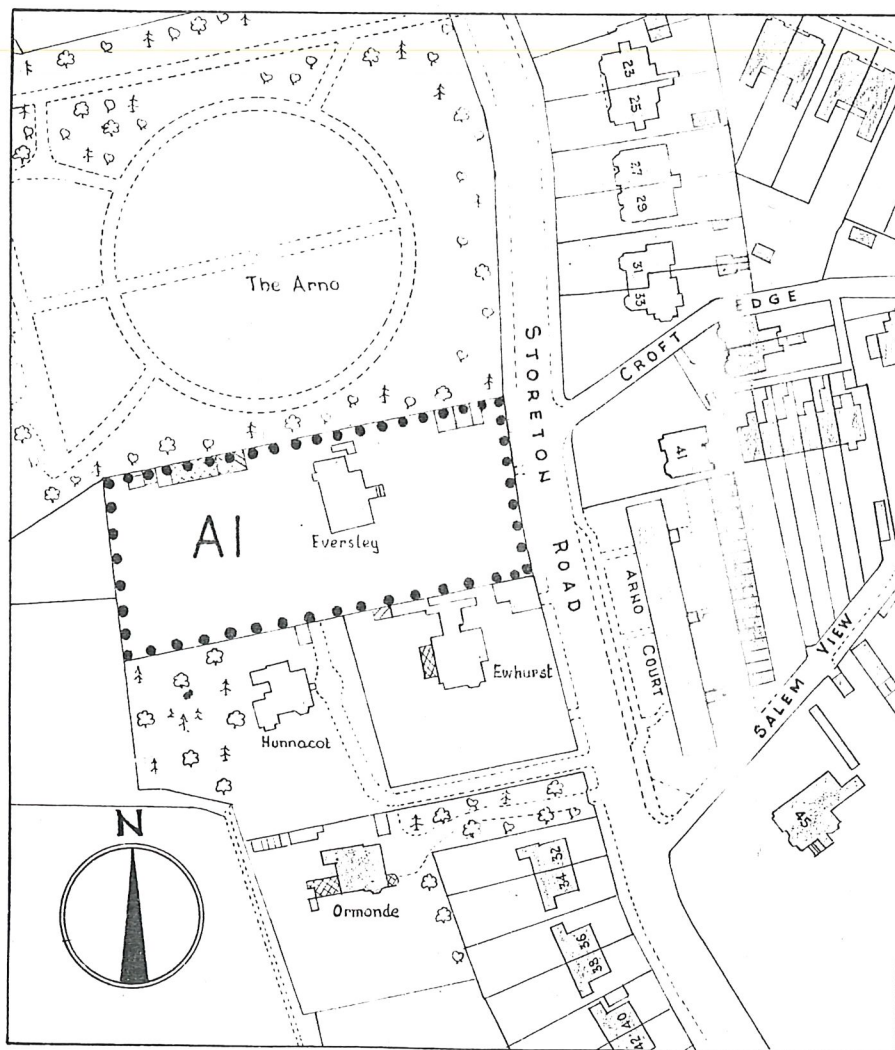 23
25
27
29
31
33
The Arno
EDGE
CROFT
STORETON
41
A1
Eversley
ROAD
ARNO
COURT
Ewhurst
SALEM VIEW
Hunnacot
N
45
32
34
Ormonde
36
38
40
42